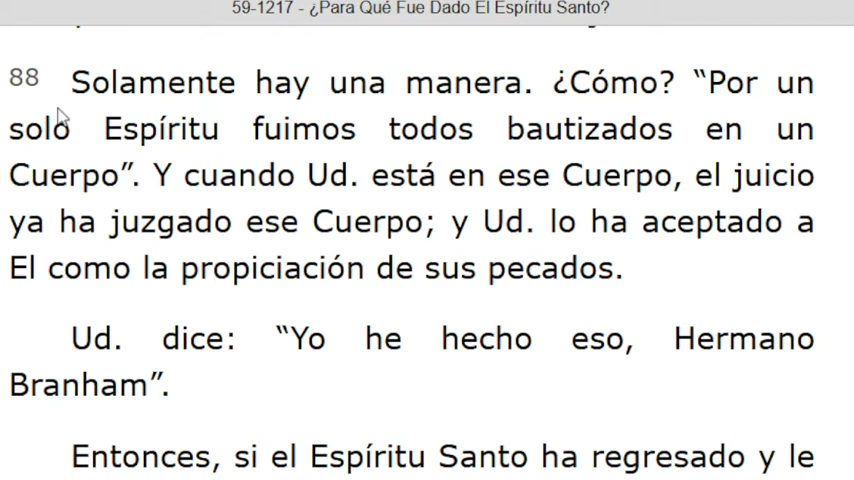 59-1217 - ¿Para Qué Fue Dado El Espíritu Santo?
88 Solamente hay una manera. ¿Cómo? “Por un
solo Espíritu fuimos todos bautizados en un
Cuerpo”. Y cuando Ud. está en ese Cuerpo, el juicio
ya ha juzgado ese Cuerpo; y Ud. lo ha aceptado a
El como la propiciación de sus pecados.
Ud. dice: “Yo he hecho eso, Hermano
Branham”.
Entonces, si el Espíritu Santo ha regresado y le